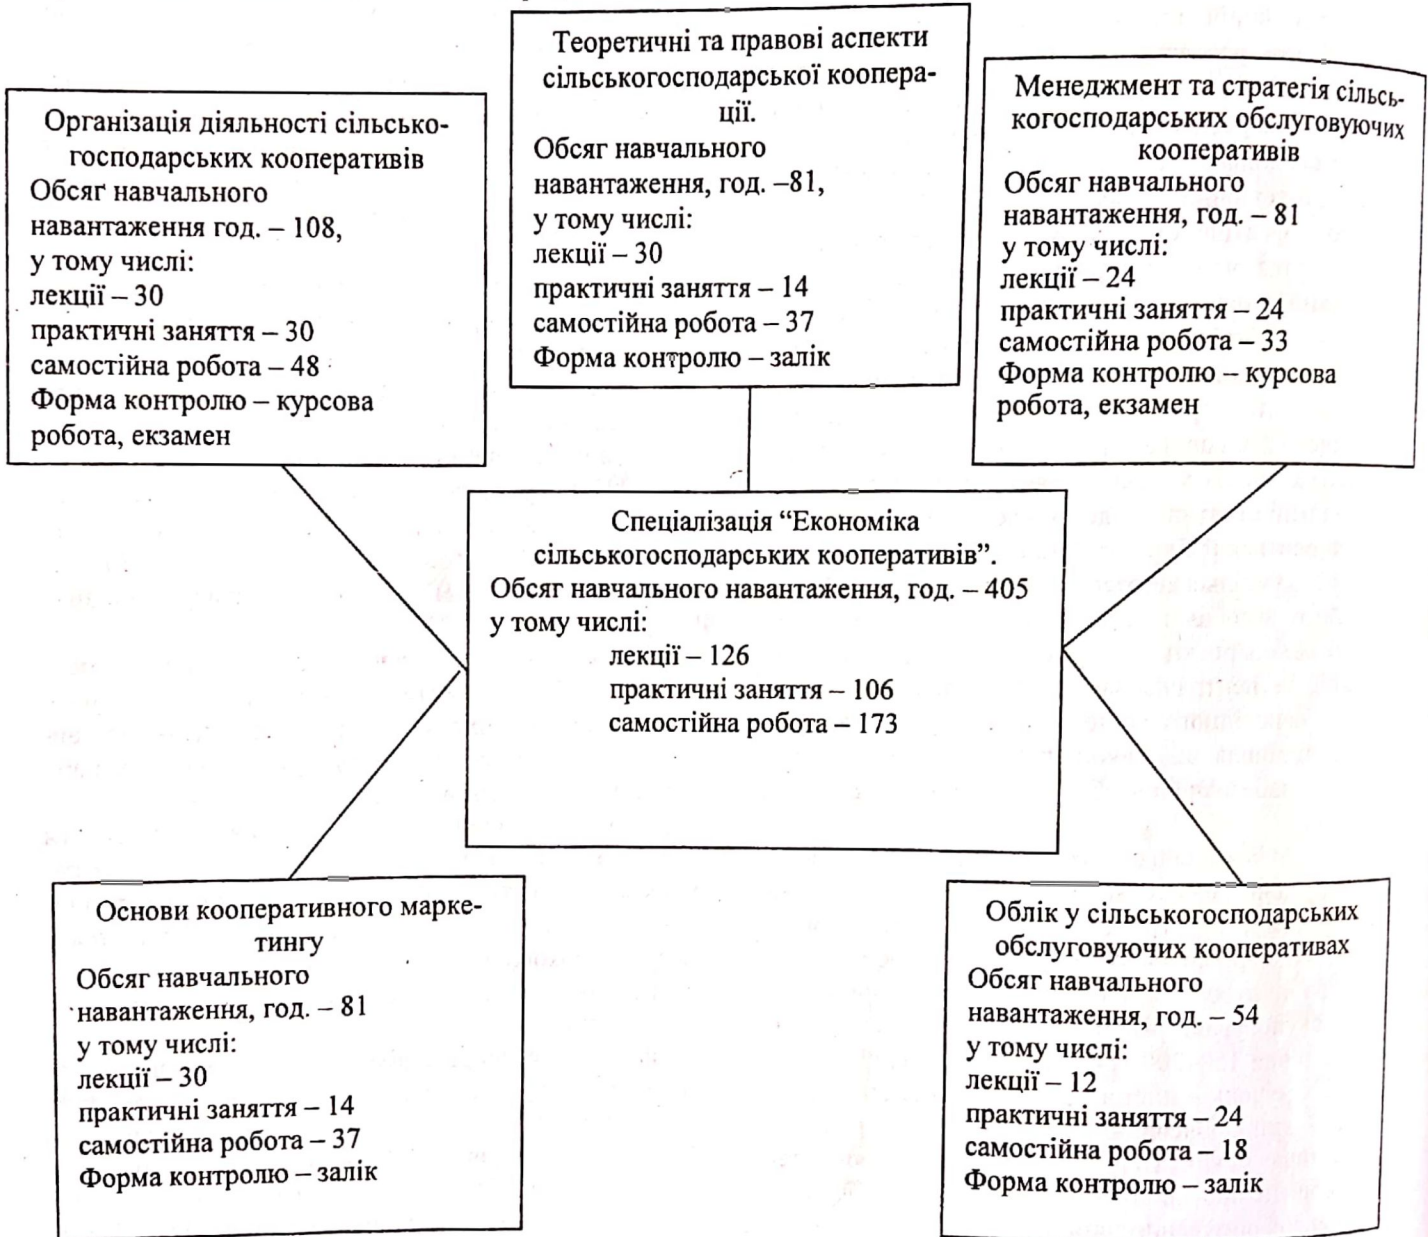 Теоретичні та правові аспекти
сільськогосподарської коопера-
ції.
Обсяг навчального
навантаження, год. –81,
у тому числі:
лекції – 30
практичні заняття – 14
самостійна робота – 37
Форма контролю – залік
Організація діяльності сільсько-
господарських кооперативів
Обсяг навчального
навантаження год. – 108,
у тому числі:
лекції – 30
практичні заняття – 30
самостійна робота – 48
Форма контролю – курсова
робота, екзамен
Менеджмент та стратегія сільсь-
когосподарських обслуговуючих
кооперативів
Обсяг навчального
навантаження, год. – 81
у тому числі:
лекції – 24
практичні заняття – 24
самостійна робота – 33
Форма контролю – курсова
робота, екзамен
Спеціалізація “Економіка
сільськогосподарських кооперативів”.
Обсяг навчального навантаження, год. – 405
у тому числі:
лекції – 126
практичні заняття – 106
самостійна робота – 173
Основи кооперативного марке-
тингу
Обсяг навчального
навантаження, год. – 81
у тому числі:
лекції – 30
практичні заняття – 14
самостійна робота – 37
Форма контролю – залік
Облік у сільськогосподарських
обслуговуючих кооперативах
Обсяг навчального
навантаження, год. – 54
у тому числі:
лекції – 12
практичні заняття – 24
самостійна робота – 18
Форма контролю – залік